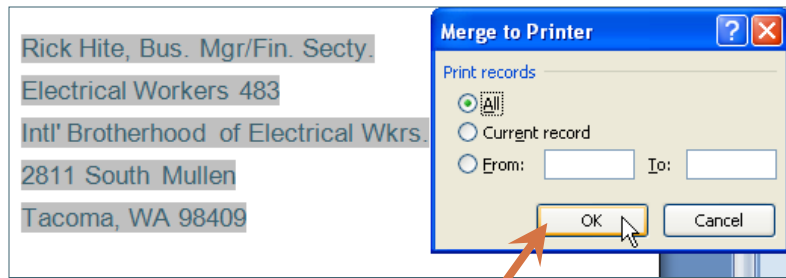 Rick Hite, Bus. Mgr/Fin. Secty.
Electrical Workers 483
Intl' Brotherhood of Electrical Wkrs.
2811 South Mullen
Tacoma, WA 98409
Merge to Printer
Print records
All
Current record
From: To:
OK Cancel